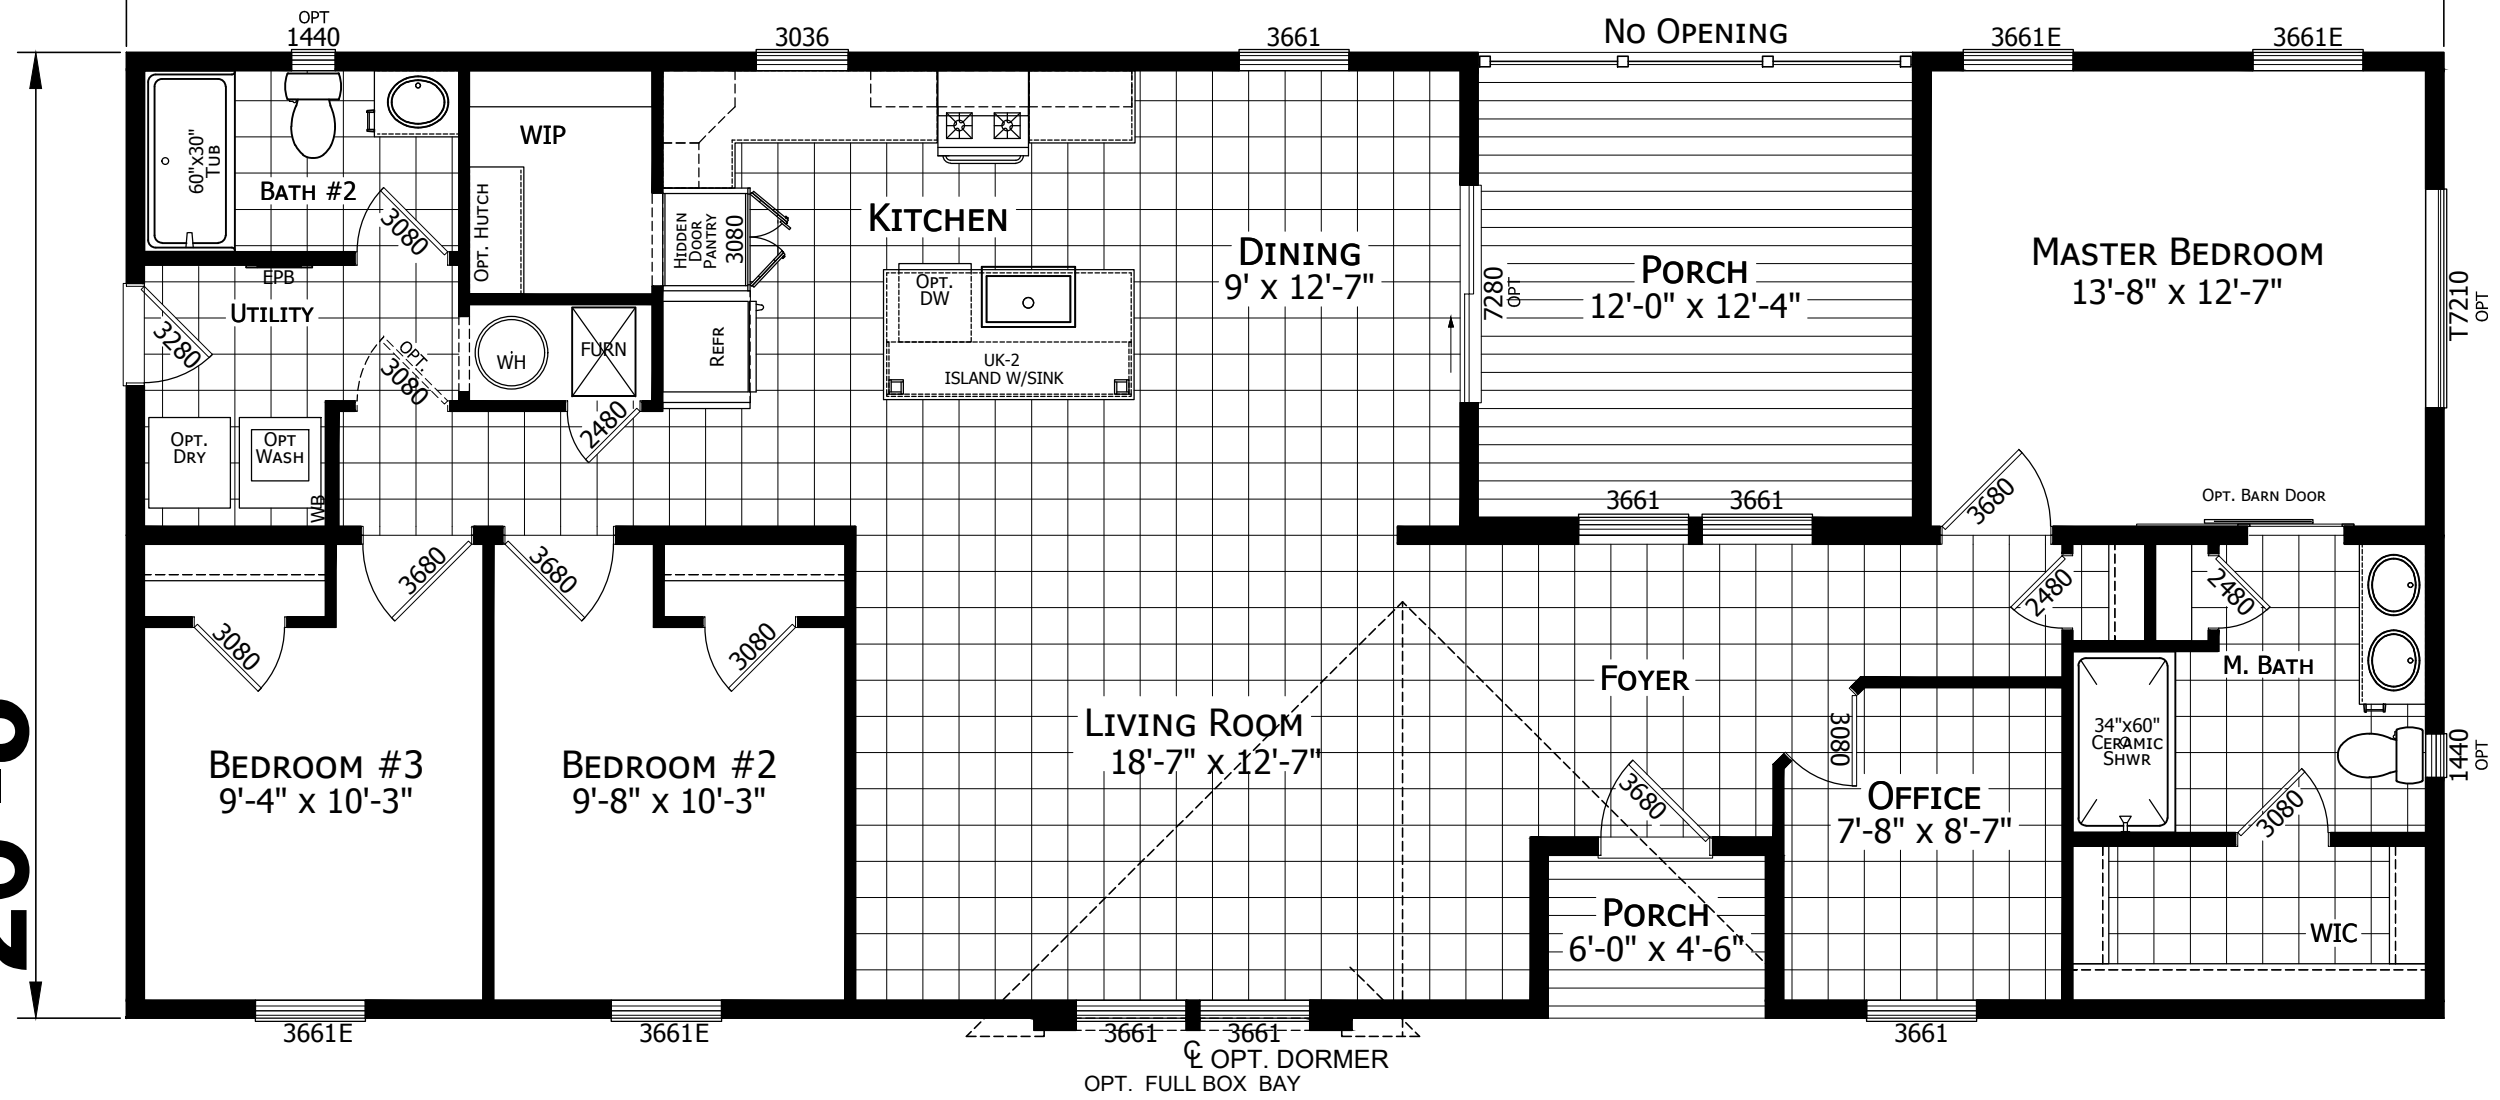 OPT
1440
3036
3661
No Opening
3661E
3661E
60"x30"
TUB
Bath #2
3080
WIP
Opt. Hutch
Hidden
Door
Pantry
3080
Kitchen
Dining
9' x 12'-7"
7280
OPT
Porch
12'-0" x 12'-4"
Master Bedroom
13'-8" x 12'-7"
T7210
OPT
EPB
Utility
3280
OPT.
3080
WH
FURN
Refr
Opt.
DW
UK-2
ISLAND W/SINK
2480
Opt.
Dry
Opt
Wash
WB
3661
3661
3680
Opt. Barn Door
3680
3680
3080
3080
2480
2480
M. Bath
Foyer
Living Room
18'-7" x 12'-7"
Bedroom #3
9'-4" x 10'-3"
Bedroom #2
9'-8" x 10'-3"
3080
3680
Office
7'-8" x 8'-7"
34"x60"
Ceramic
Shwr
1440
OPT
3080
Porch
6'-0" x 4'-6"
WIC
3661E
3661E
3661
3661
3661
℄ OPT. DORMER
OPT. FULL BOX BAY